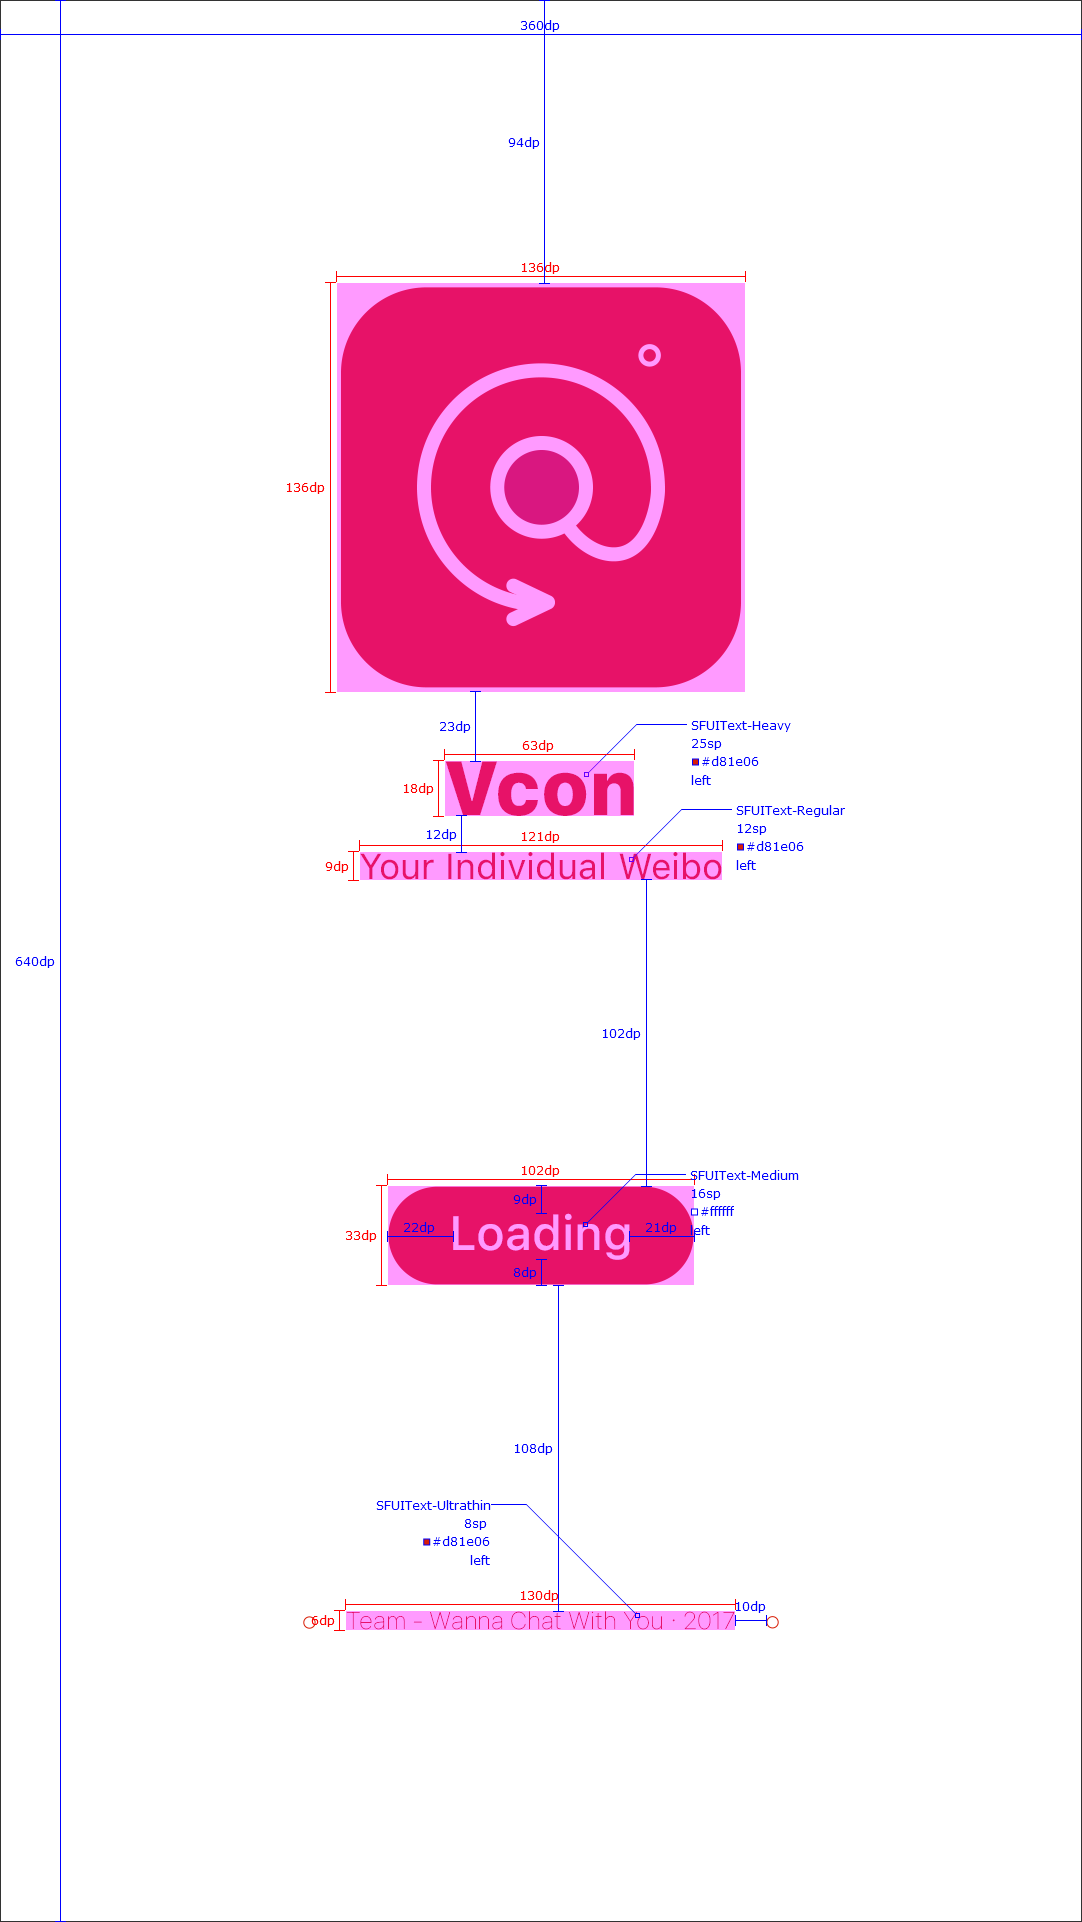 360dp
94dp
136dp
136dp
23dp
SFUIText-Heavy
25sp
#d81e06
left
63dp
18dp
Vcon
SFUIText-Regular
12sp
#d81e06
left
12dp
121dp
9dp
Your Individual Weibo
640dp
102dp
102dp
SFUIText-Medium
16sp
#ffffff
left
9dp
33dp
22dp
Loading
21dp
8dp
108dp
SFUIText-Ultrathin
8sp
#d81e06
left
130dp
10dp
6dp
Team - Wanna Chat With You · 2017